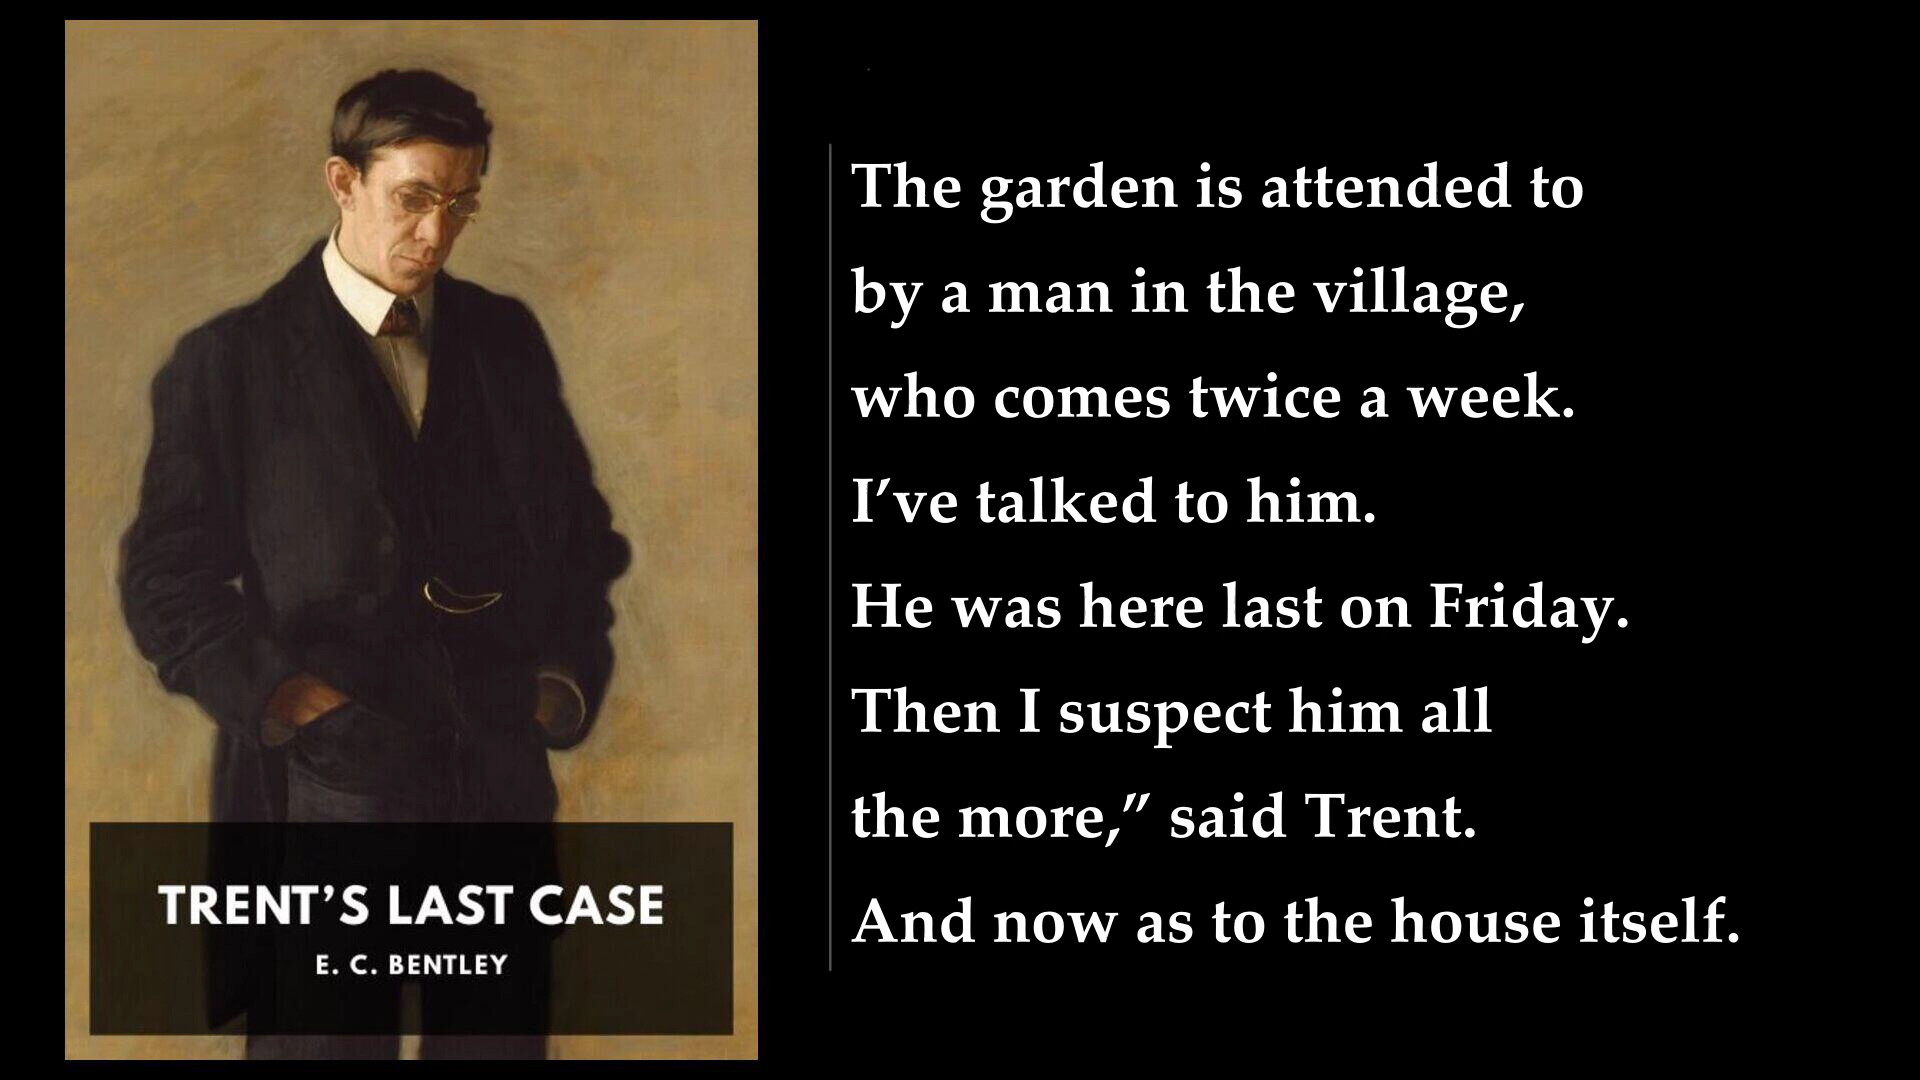 The garden is attended to
by a man in the village,
who comes twice a week.
I’ve talked to him.
He was here last on Friday.
Then I suspect him all
the more,” said Trent.
And now as to the house itself.
TRENT’S LAST CASE
E. C. BENTLEY